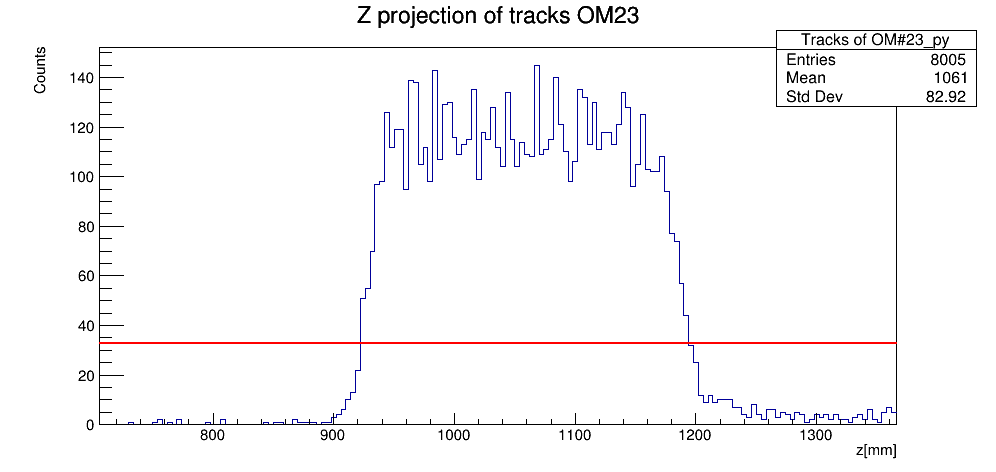 Z projection of tracks OM23
Tracks of OM#23_py
Entries 8005
Mean 1061
Std Dev 82.92
Counts
140
120
100
80
60
40
20
0
800 900 1000 1100 1200 1300
z[mm]